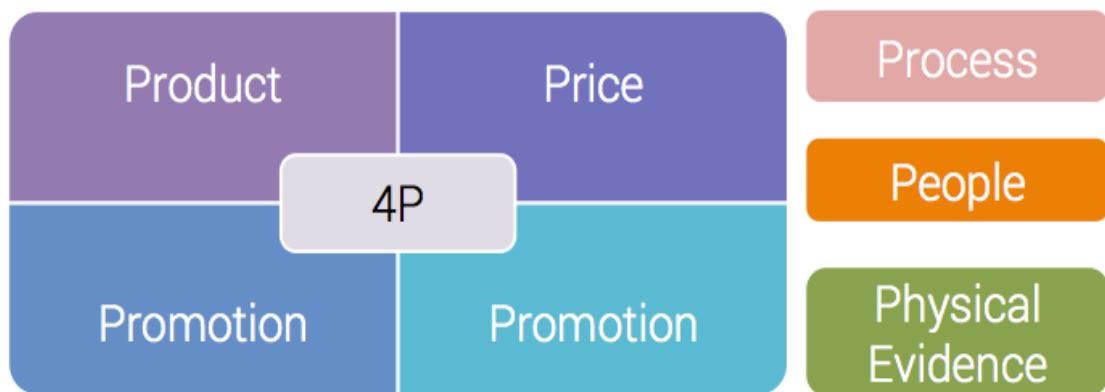 Product
Price
4P
Promotion
Promotion
Process
People
Physical
Evidence